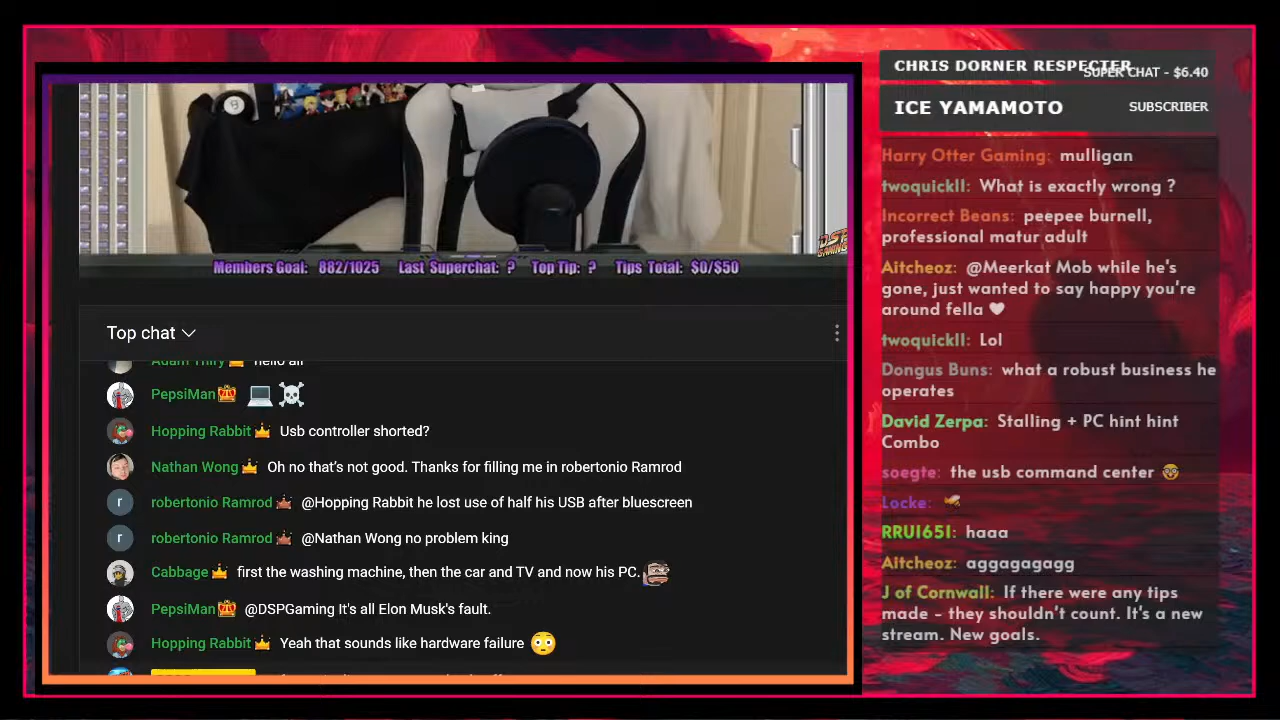 Members Goal: 882/1025 Last Superchat: ? Top Tip: ? Tips Total: $0/$50
Top chat
Adam Thiry hello all
PepsiMan
Hopping Rabbit Usb controller shorted?
Nathan Wong Oh no that's not good. Thanks for filling me in robertonio Ramrod
r robertonio Ramrod @Hopping Rabbit he lost use of half his USB after bluescreen
r robertonio Ramrod @Nathan Wong no problem king
Cabbage first the washing machine, then the car and TV and now his PC.
PepsiMan @DSPGaming It's all Elon Musk's fault.
Hopping Rabbit Yeah that sounds like hardware failure
CHRIS DORNER RESPECTER SUPER CHAT - $6.40
ICE YAMAMOTO SUBSCRIBER
Harry Otter Gaming: mulligan
twoquickll: What is exactly wrong ?
Incorrect Beans: peepee burnell,
professional matur adult
Aitcheoz: @Meerkat Mob while he's
gone, just wanted to say happy you're
around fella ♥
twoquickll: Lol
Dongus Buns: what a robust business he
operates
David Zerpa: Stalling + PC hint hint
Combo
soegte: the usb command center
Locke:
RRU1651: haaa
Aitcheoz: aggagagagg
J of Cornwall: If there were any tips
made - they shouldn't count. It's a new
stream. New goals.